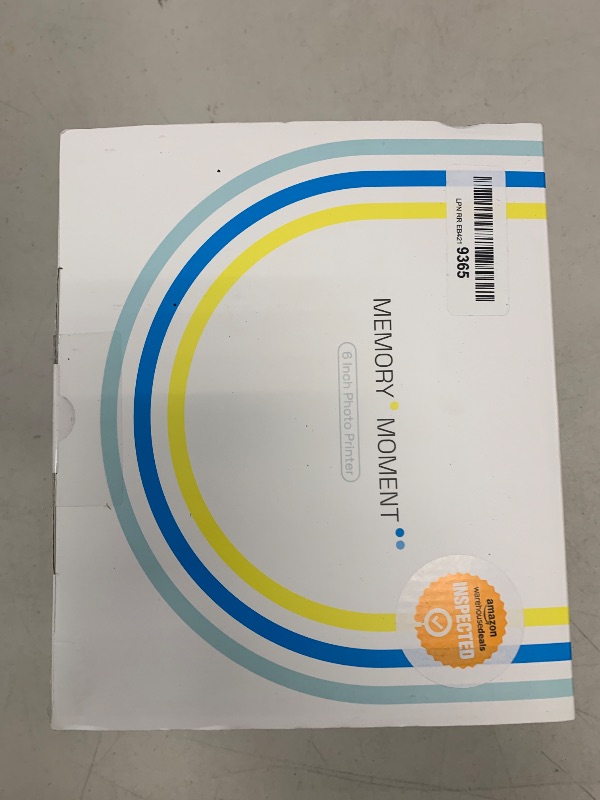 LPN RR EB421 9365
MEMORY MOMENT
6 Inch Photo Printer
amazon
warehousedeals
INSPECTED